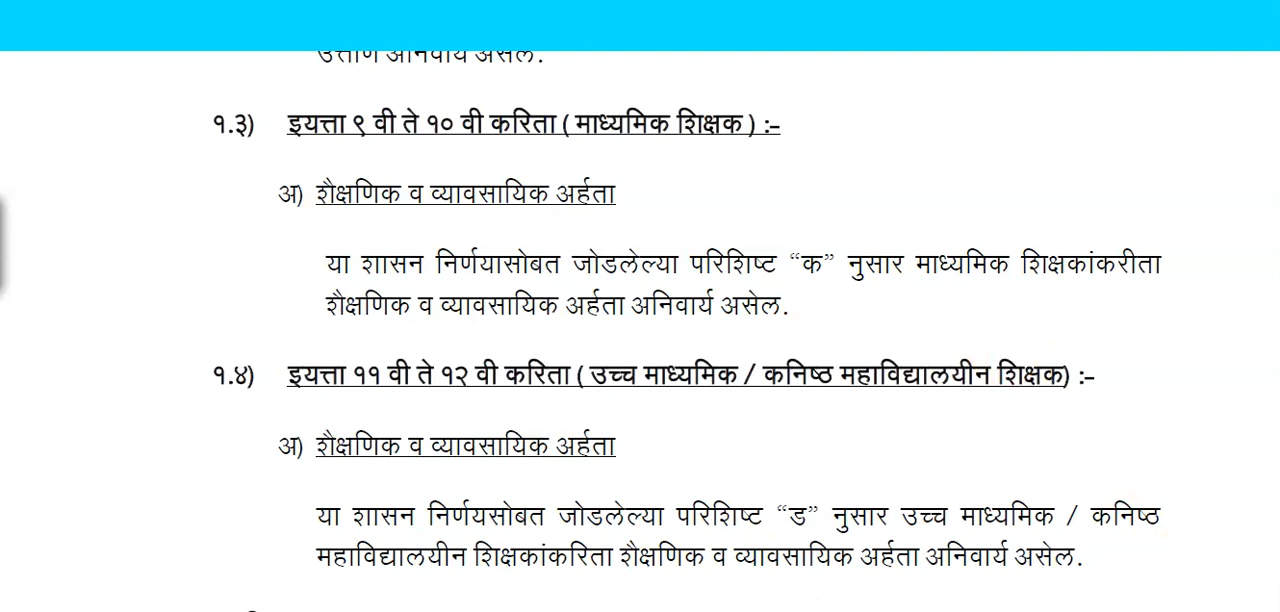 उत्तीर्ण अनिवार्य असेल.
१.३) इयत्ता ९ वी ते १० वी करिता ( माध्यमिक शिक्षक ) :-
अ) शैक्षणिक व व्यावसायिक अर्हता
या शासन निर्णयासोबत जोडलेल्या परिशिष्ट “क” नुसार माध्यमिक शिक्षकांकरीता
शैक्षणिक व व्यावसायिक अर्हता अनिवार्य असेल.
१.४) इयत्ता ११ वी ते १२ वी करिता ( उच्च माध्यमिक / कनिष्ठ महाविद्यालयीन शिक्षक) :-
अ) शैक्षणिक व व्यावसायिक अर्हता
या शासन निर्णयसोबत जोडलेल्या परिशिष्ट “ड” नुसार उच्च माध्यमिक / कनिष्ठ
महाविद्यालयीन शिक्षकांकरिता शैक्षणिक व व्यावसायिक अर्हता अनिवार्य असेल.